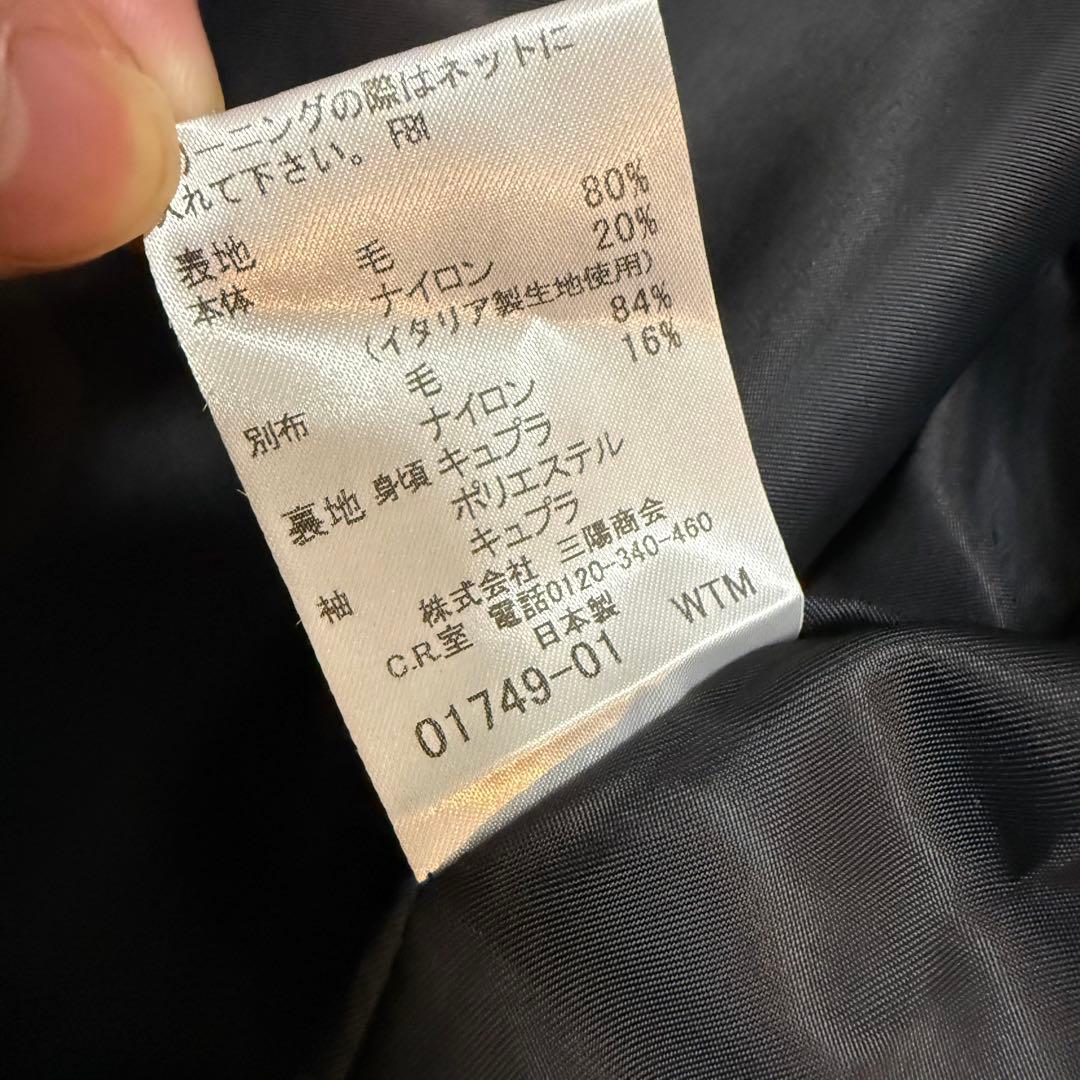 ーニングの際はネットに
入れて下さい。 F81
表地 毛 80%
本体 ナイロン 20%
(イタリア製生地使用)
別布 毛 84%
ナイロン 16%
裏地 身頃 キュプラ
ポリエステル
袖 キュプラ
株式会社 三陽商会
C.R.室 電話0120-340-460
日本製 WTM
01749-01